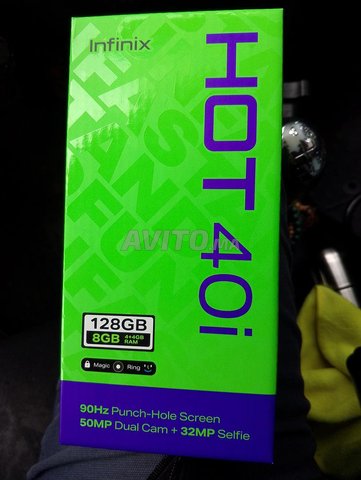 Infinix
HOT 40i
AVITO.ma
128GB
8GB 4+4GB RAM
Magic Ring
90Hz Punch-Hole Screen
50MP Dual Cam + 32MP Selfie